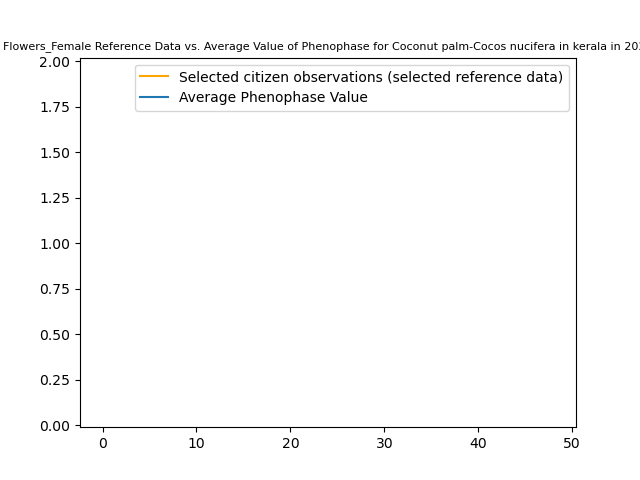 Flowers_Female Reference Data vs. Average Value of Phenophase for Coconut palm-Cocos nucifera in kerala in
Selected citizen observations (selected reference data)
Average Phenophase Value
2.00
1.75
1.50
1.25
1.00
0.75
0.50
0.25
0.00
0 10 20 30 40 50